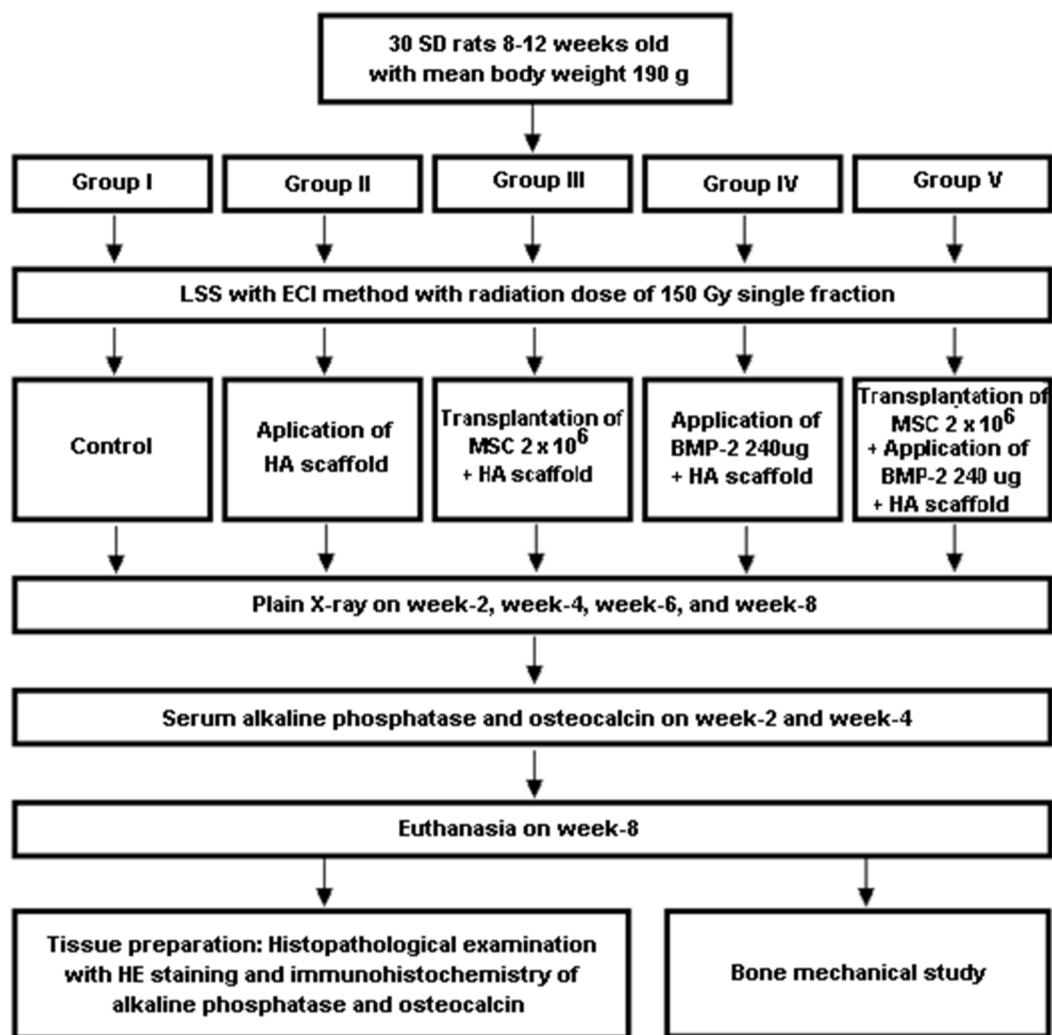 30 SD rats 8-12 weeks old
with mean body weight 190 g
Group I
Group II
Group III
Group IV
Group V
LSS with ECI method with radiation dose of 150 Gy single fraction
Control
Aplication of
HA scaffold
Transplantation of
MSC 2 x 10⁶
+ HA scaffold
Application of
BMP-2 240ug
+ HA scaffold
Transplantation of
MSC 2 x 10⁶
+ Application of
BMP-2 240 ug
+ HA scaffold
Plain X-ray on week-2, week-4, week-6, and week-8
Serum alkaline phosphatase and osteocalcin on week-2 and week-4
Euthanasia on week-8
Tissue preparation: Histopathological examination
with HE staining and immunohistochemistry of
alkaline phosphatase and osteocalcin
Bone mechanical study